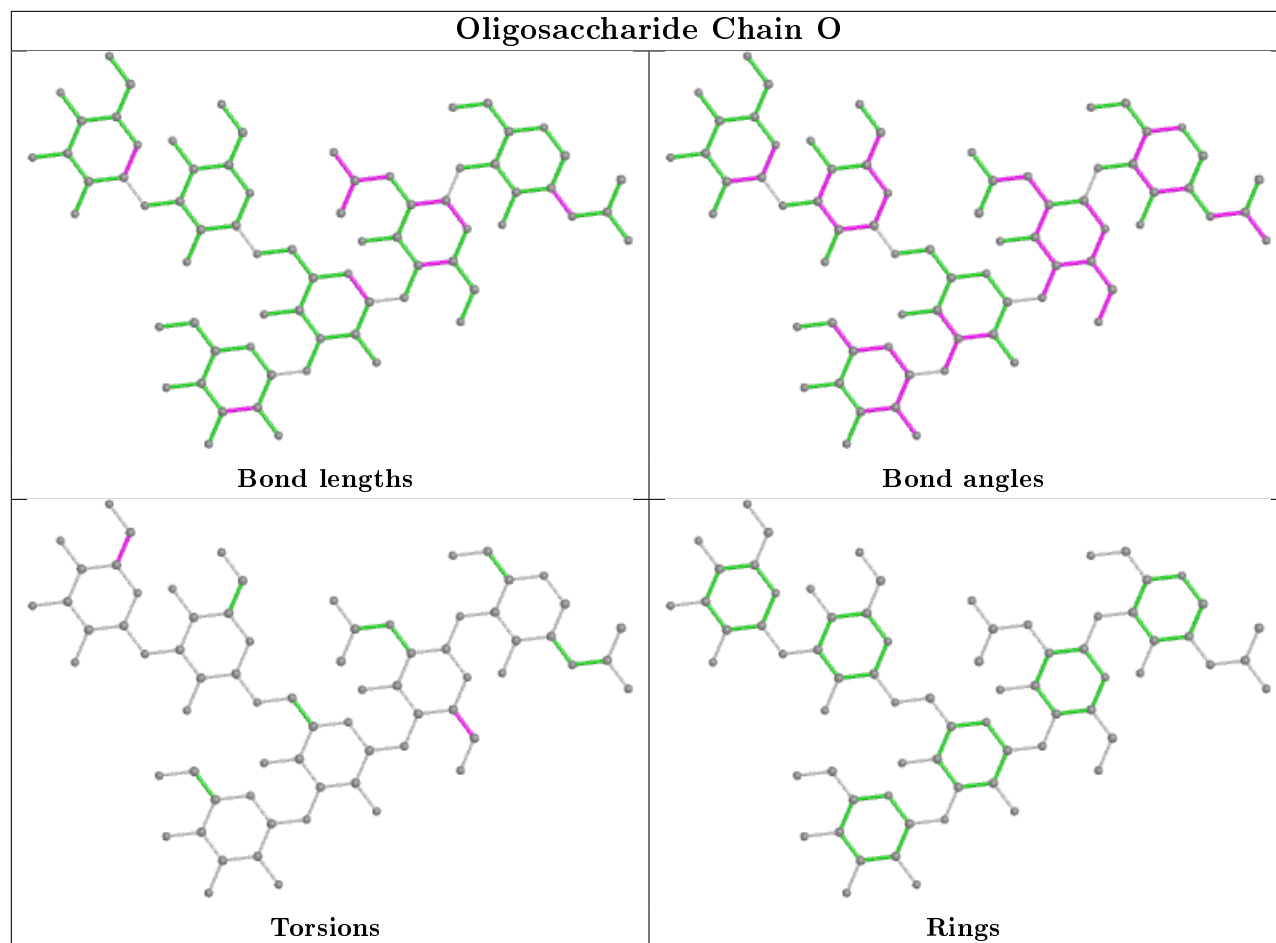 Oligosaccharide Chain O
Bond lengths
Bond angles
Torsions
Rings